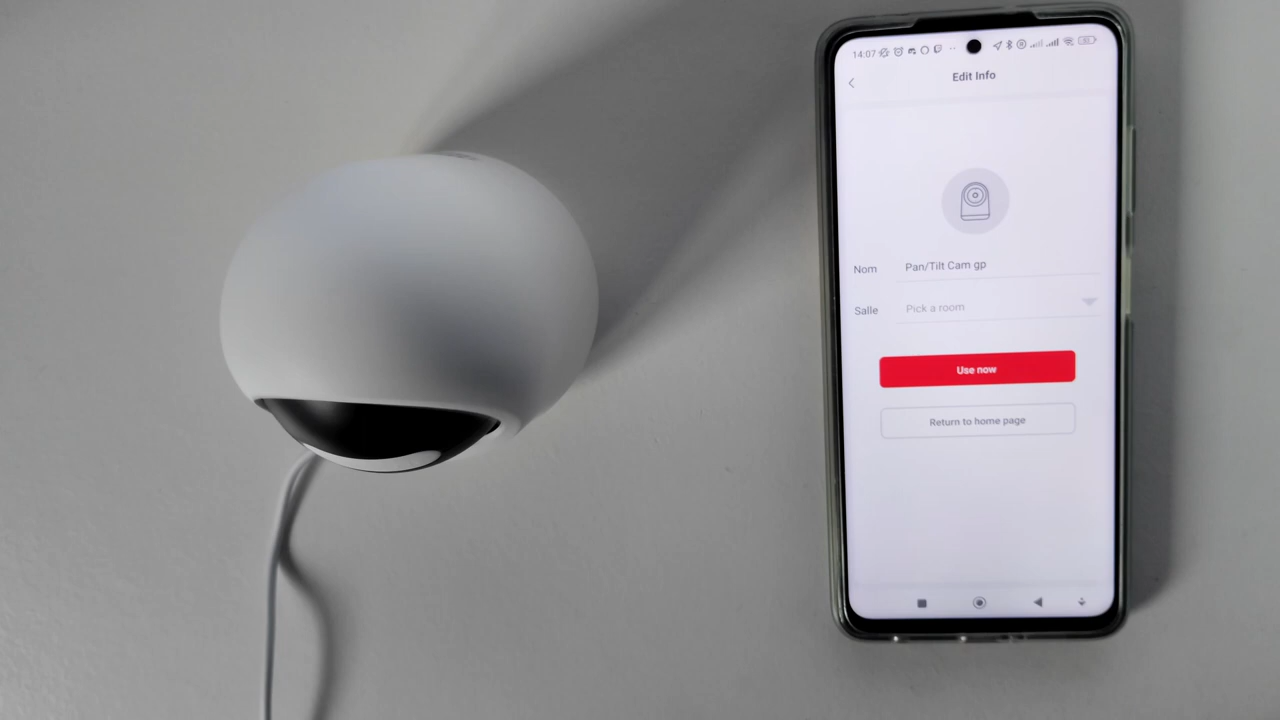 14:07
Edit Info
Nom Pan/Tilt Cam gp
Salle Pick a room
Use now
Return to home page